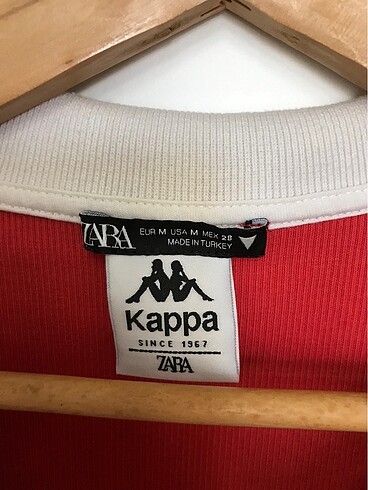 ZARA
EUR M USA M MEX 28
MADE IN TURKEY
Kappa
SINCE 1967
ZARA